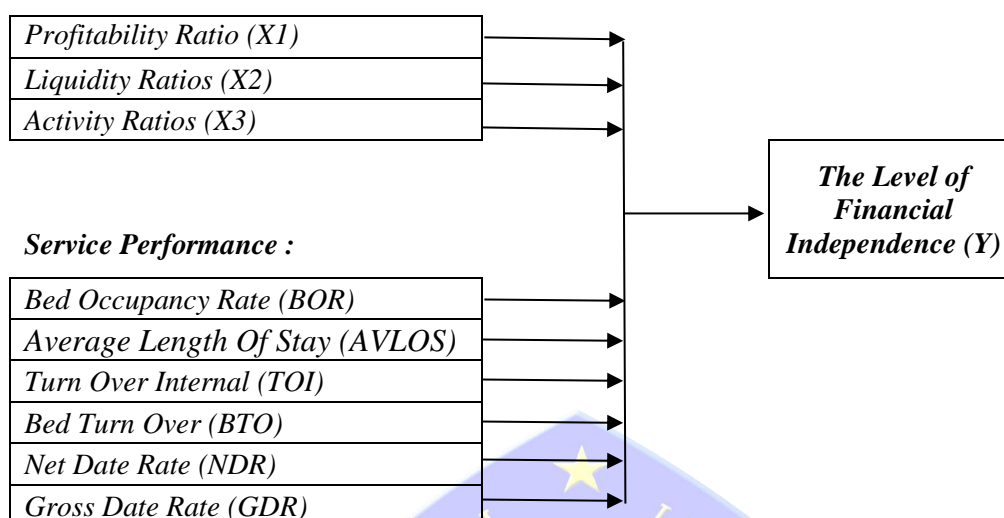 Profitability Ratio (X1)
Liquidity Ratios (X2)
Activity Ratios (X3)
The Level of
Financial
Independence (Y)
Service Performance :
Bed Occupancy Rate (BOR)
Average Length Of Stay (AVLOS)
Turn Over Internal (TOI)
Bed Turn Over (BTO)
Net Date Rate (NDR)
Gross Date Rate (GDR)